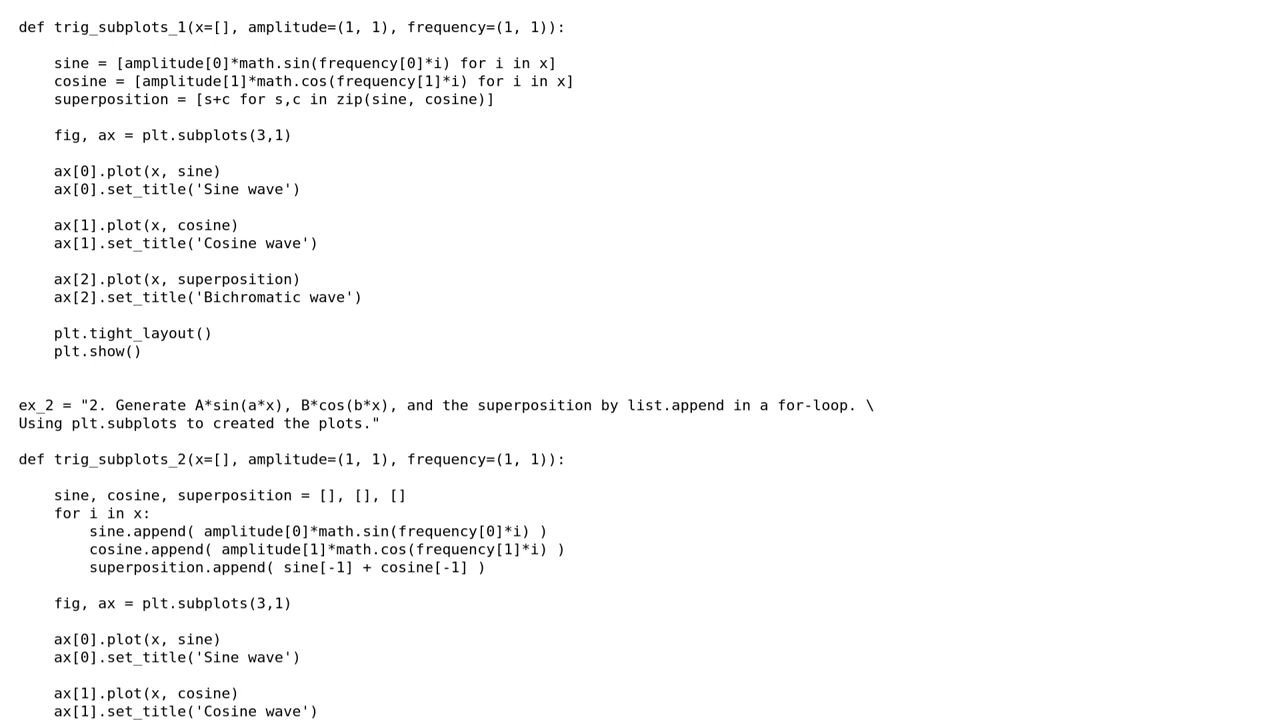 def trig_subplots_1(x=[], amplitude=(1, 1), frequency=(1, 1)):
    sine = [amplitude[0]*math.sin(frequency[0]*i) for i in x]
    cosine = [amplitude[1]*math.cos(frequency[1]*i) for i in x]
    superposition = [s+c for s,c in zip(sine, cosine)]
    fig, ax = plt.subplots(3,1)
    ax[0].plot(x, sine)
    ax[0].set_title('Sine wave')
    ax[1].plot(x, cosine)
    ax[1].set_title('Cosine wave')
    ax[2].plot(x, superposition)
    ax[2].set_title('Bichromatic wave')
    plt.tight_layout()
    plt.show()
ex_2 = "2. Generate A*sin(a*x), B*cos(b*x), and the superposition by list.append in a for-loop. \
Using plt.subplots to created the plots."
def trig_subplots_2(x=[], amplitude=(1, 1), frequency=(1, 1)):
    sine, cosine, superposition = [], [], []
    for i in x:
        sine.append( amplitude[0]*math.sin(frequency[0]*i) )
        cosine.append( amplitude[1]*math.cos(frequency[1]*i) )
        superposition.append( sine[-1] + cosine[-1] )
    fig, ax = plt.subplots(3,1)
    ax[0].plot(x, sine)
    ax[0].set_title('Sine wave')
    ax[1].plot(x, cosine)
    ax[1].set_title('Cosine wave')